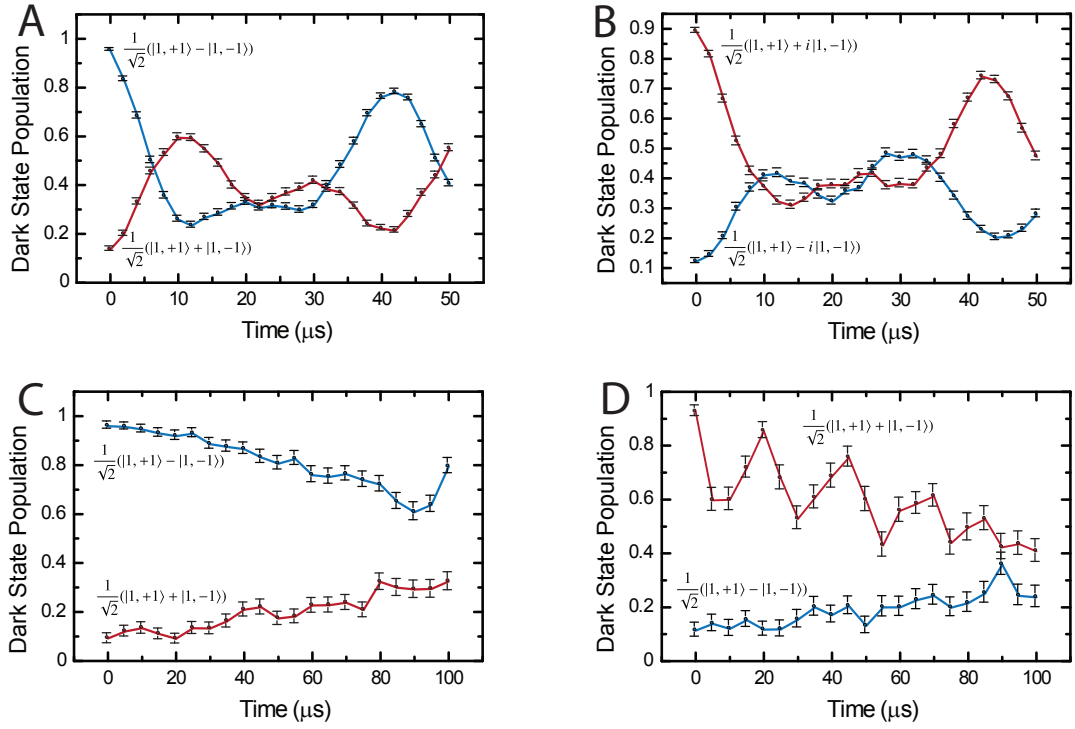 A
Dark State Population
1
0.8
0.6
0.4
0.2
0
1/√2(|1, +1⟩ − |1, −1⟩)
1/√2(|1, +1⟩ + |1, −1⟩)
0 10 20 30 40 50
Time (μs)
B
Dark State Population
0.9
0.8
0.7
0.6
0.5
0.4
0.3
0.2
0.1
1/√2(|1, +1⟩ + i|1, −1⟩)
1/√2(|1, +1⟩ − i|1, −1⟩)
0 10 20 30 40 50
Time (μs)
C
Dark State Population
1
0.8
0.6
0.4
0.2
0
1/√2(|1, +1⟩ − |1, −1⟩)
1/√2(|1, +1⟩ + |1, −1⟩)
0 20 40 60 80 100
Time (μs)
D
Dark State Population
1
0.8
0.6
0.4
0.2
0
1/√2(|1, +1⟩ + |1, −1⟩)
1/√2(|1, +1⟩ − |1, −1⟩)
0 20 40 60 80 100
Time (μs)